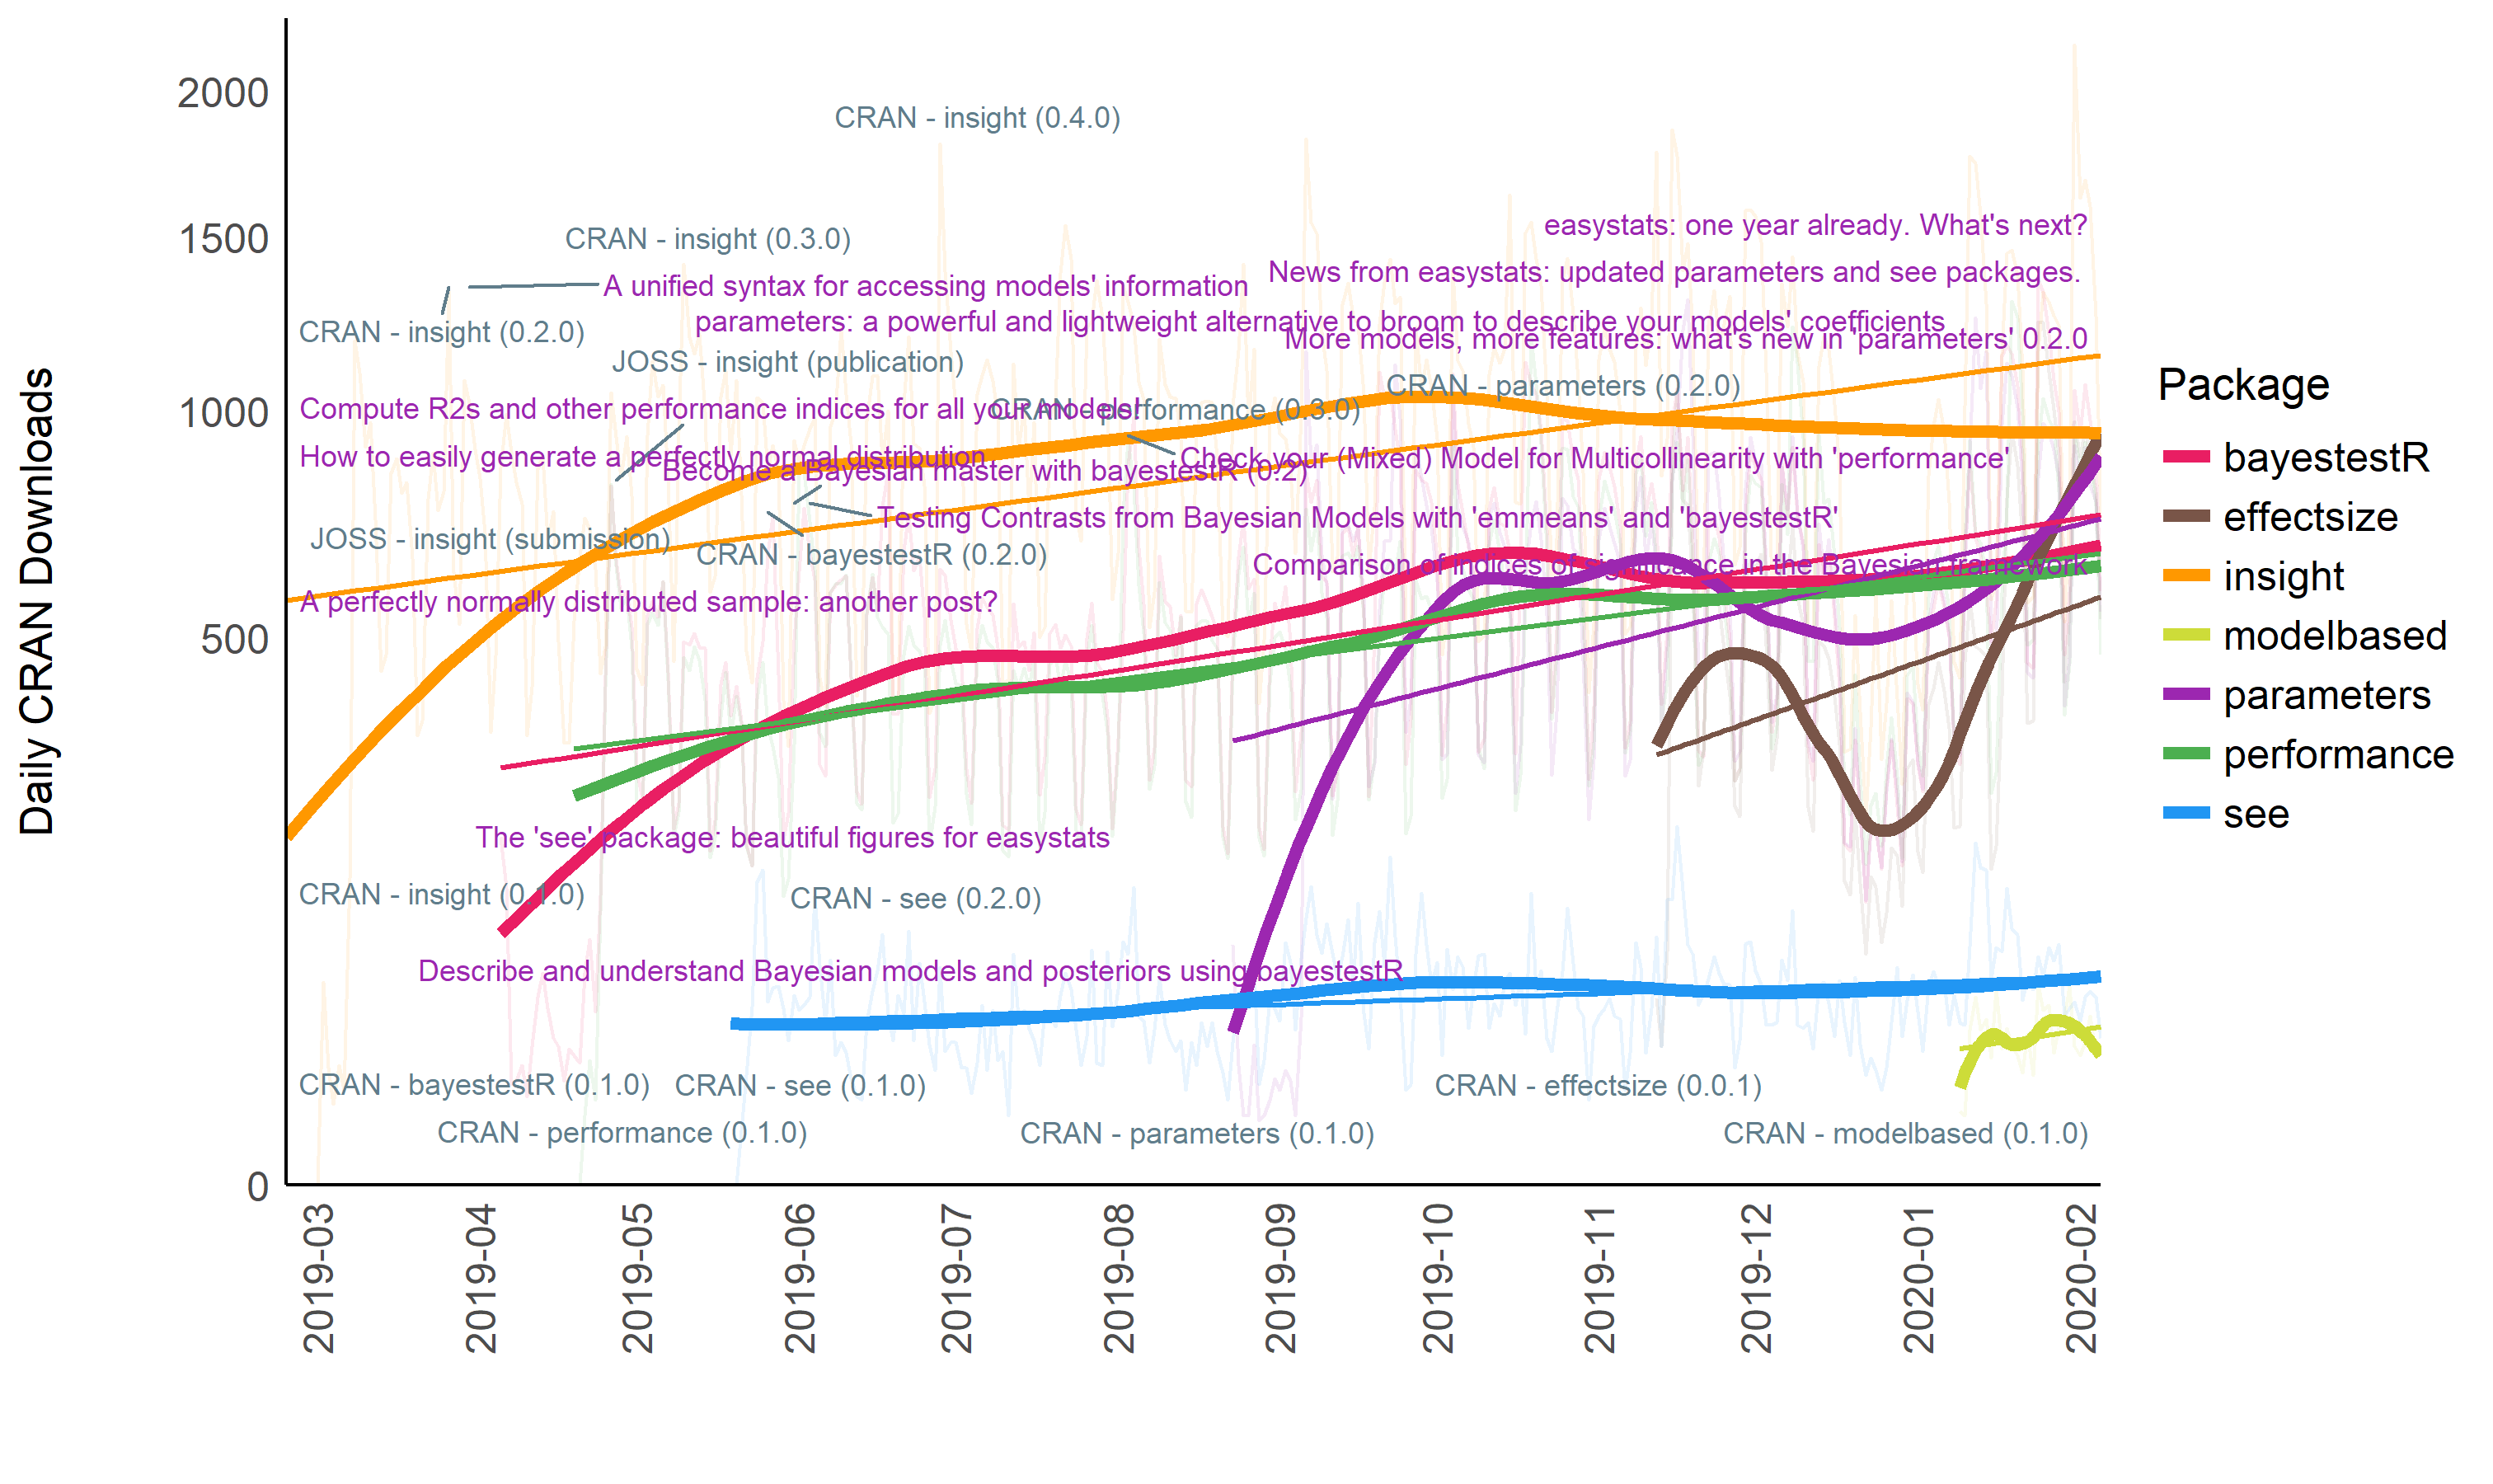 2000
CRAN - insight (0.4.0)
easystats: one year already. What's next?
1500
CRAN - insight (0.3.0)
News from easystats: updated parameters and see packages.
A unified syntax for accessing models' information
parameters: a powerful and lightweight alternative to broom to describe your models' coefficients
CRAN - insight (0.2.0)
More models, more features: what's new in 'parameters' 0.2.0
JOSS - insight (publication)
CRAN - parameters (0.2.0)
1000
Compute R2s and other performance indices for all your models!
CRAN - performance (0.3.0)
How to easily generate a perfectly normal distribution
Check your (Mixed) Model for Multicollinearity with 'performance'
Become a Bayesian master with bayestestR (0.2)
Testing Contrasts from Bayesian Models with 'emmeans' and 'bayestestR'
JOSS - insight (submission)
CRAN - bayestestR (0.2.0)
Comparison of indices of significance in the Bayesian framework
A perfectly normally distributed sample: another post?
500
The 'see' package: beautiful figures for easystats
CRAN - insight (0.1.0)
CRAN - see (0.2.0)
Describe and understand Bayesian models and posteriors using bayestestR
CRAN - bayestestR (0.1.0)
CRAN - see (0.1.0)
CRAN - effectsize (0.0.1)
CRAN - performance (0.1.0)
CRAN - parameters (0.1.0)
CRAN - modelbased (0.1.0)
0
Daily CRAN Downloads
2019-03
2019-04
2019-05
2019-06
2019-07
2019-08
2019-09
2019-10
2019-11
2019-12
2020-01
2020-02
Package
bayestestR
effectsize
insight
modelbased
parameters
performance
see